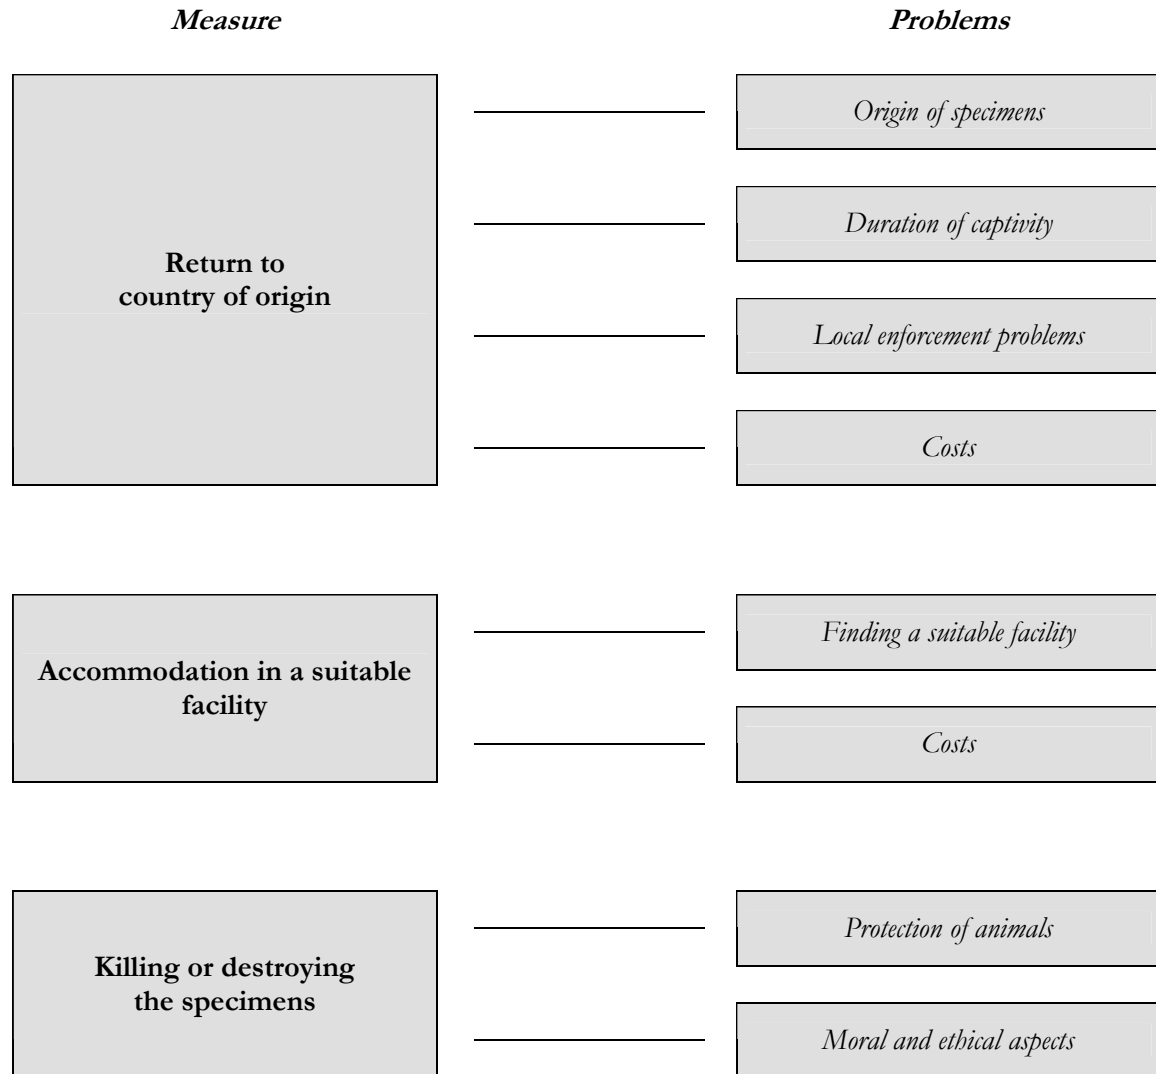 Measure
Problems
Return to
country of origin
Origin of specimens
Duration of captivity
Local enforcement problems
Costs
Accommodation in a suitable
facility
Finding a suitable facility
Costs
Killing or destroying
the specimens
Protection of animals
Moral and ethical aspects